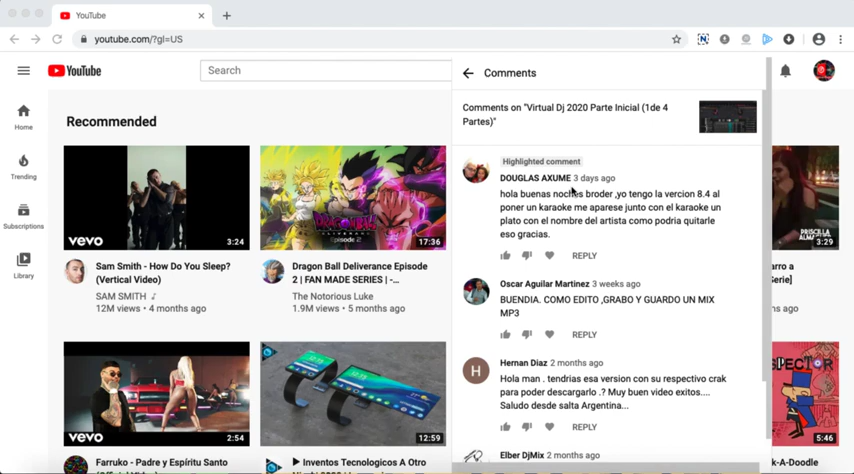 YouTube
youtube.com/?gl=US
YouTube
Search
Home
Trending
Subscriptions
Library
Recommended
vevo
3:24
Sam Smith - How Do You Sleep?
(Vertical Video)
SAM SMITH
12M views • 4 months ago
DRAGONBALL
Episode 2
17:36
Dragon Ball Deliverance Episode
2 | FAN MADE SERIES | -...
The Notorious Luke
1.9M views • 5 months ago
vevo
2:54
Farruko - Padre y Espíritu Santo
12:59
Inventos Tecnologicos A Otro
Comments
Comments on "Virtual Dj 2020 Parte Inicial (1de 4
Partes)"
Highlighted comment
DOUGLAS AXUME 3 days ago
hola buenas noches broder ,yo tengo la vercion 8.4 al
poner un karaoke me aparese junto con el karaoke un
plato con el nombre del artista como podria quitarle
eso gracias.
REPLY
Oscar Aguilar Martinez 3 weeks ago
BUENDIA. COMO EDITO ,GRABO Y GUARDO UN MIX
MP3
REPLY
H
Hernan Diaz 2 months ago
Hola man . tendrias esa version con su respectivo crak
para poder descargarlo .? Muy buen video exitos....
Saludo desde salta Argentina...
REPLY
Elber DjMix 2 months ago
PRISCILLA
3:29
arro a
Serie]
ago
5:46
k-A-Doodle